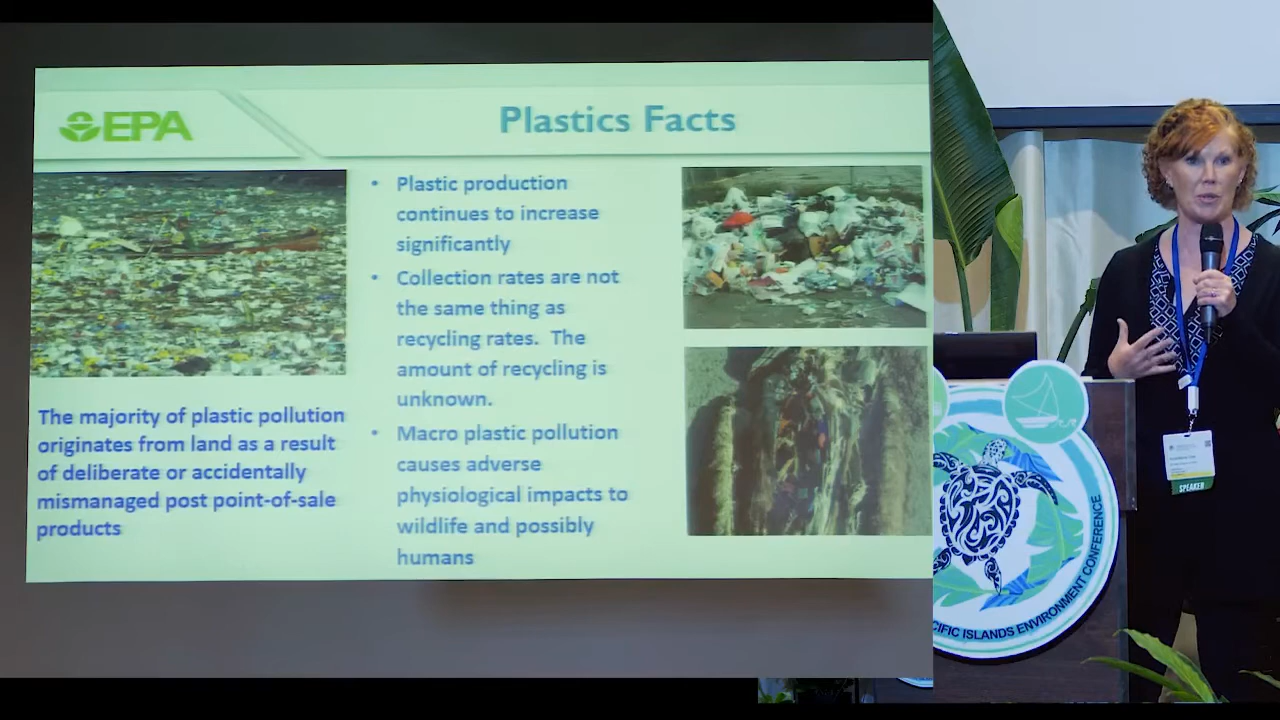 EPA
Plastics Facts
The majority of plastic pollution
originates from land as a result
of deliberate or accidentally
mismanaged post point-of-sale
products
• Plastic production
continues to increase
significantly
• Collection rates are not
the same thing as
recycling rates. The
amount of recycling is
unknown.
• Macro plastic pollution
causes adverse
physiological impacts to
wildlife and possibly
humans
SPEAKER
CIFIC ISLANDS ENVIRONMENT CONFERENCE